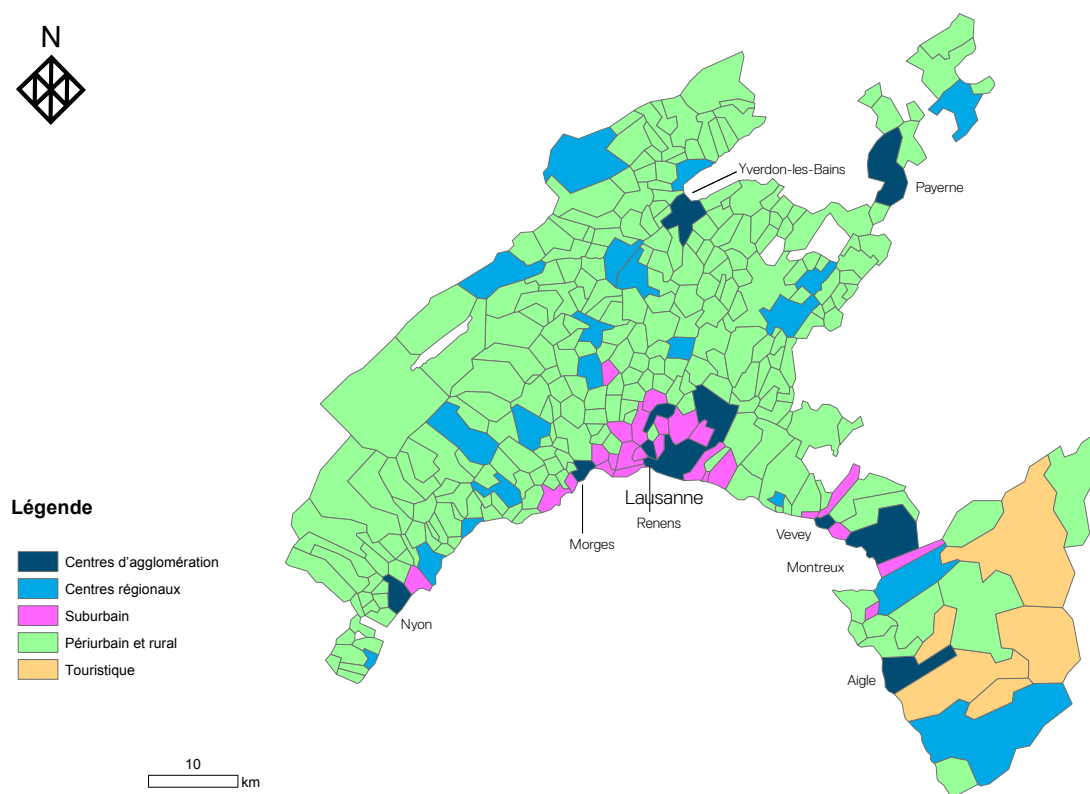 N
Yverdon-les-Bains
Payerne
Légende
Lausanne
Renens
Morges
Vevey
Montreux
Centres d'agglomération
Centres régionaux
Suburbain
Périurbain et rural
Touristique
Nyon
Aigle
10
km